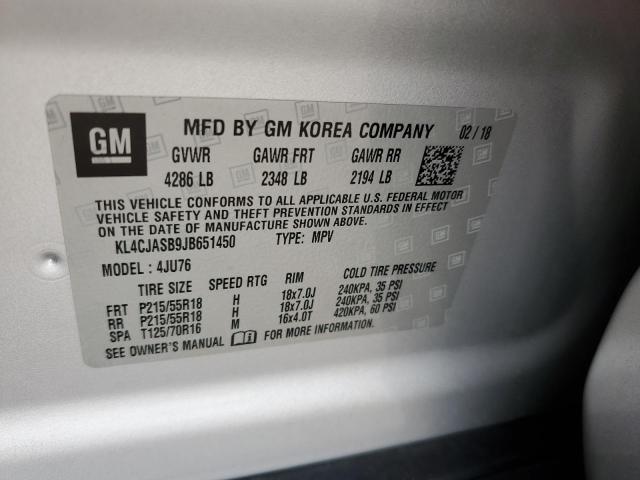 GM MFD BY GM KOREA COMPANY 02/18
GVWR GAWR FRT GAWR RR
4286 LB 2348 LB 2194 LB
THIS VEHICLE CONFORMS TO ALL APPLICABLE U.S. FEDERAL MOTOR
VEHICLE SAFETY AND THEFT PREVENTION STANDARDS IN EFFECT
ON THE DATE OF MANUFACTURE SHOWN ABOVE.
KL4CJASB9JB651450 TYPE: MPV
MODEL: 4JU76
TIRE SIZE SPEED RTG RIM COLD TIRE PRESSURE
FRT P215/55R18 H 18x7.0J 240KPA, 35 PSI
RR P215/55R18 H 18x7.0J 240KPA, 35 PSI
SPA T125/70R16 M 16x4.0T 420KPA, 60 PSI
SEE OWNER'S MANUAL FOR MORE INFORMATION.